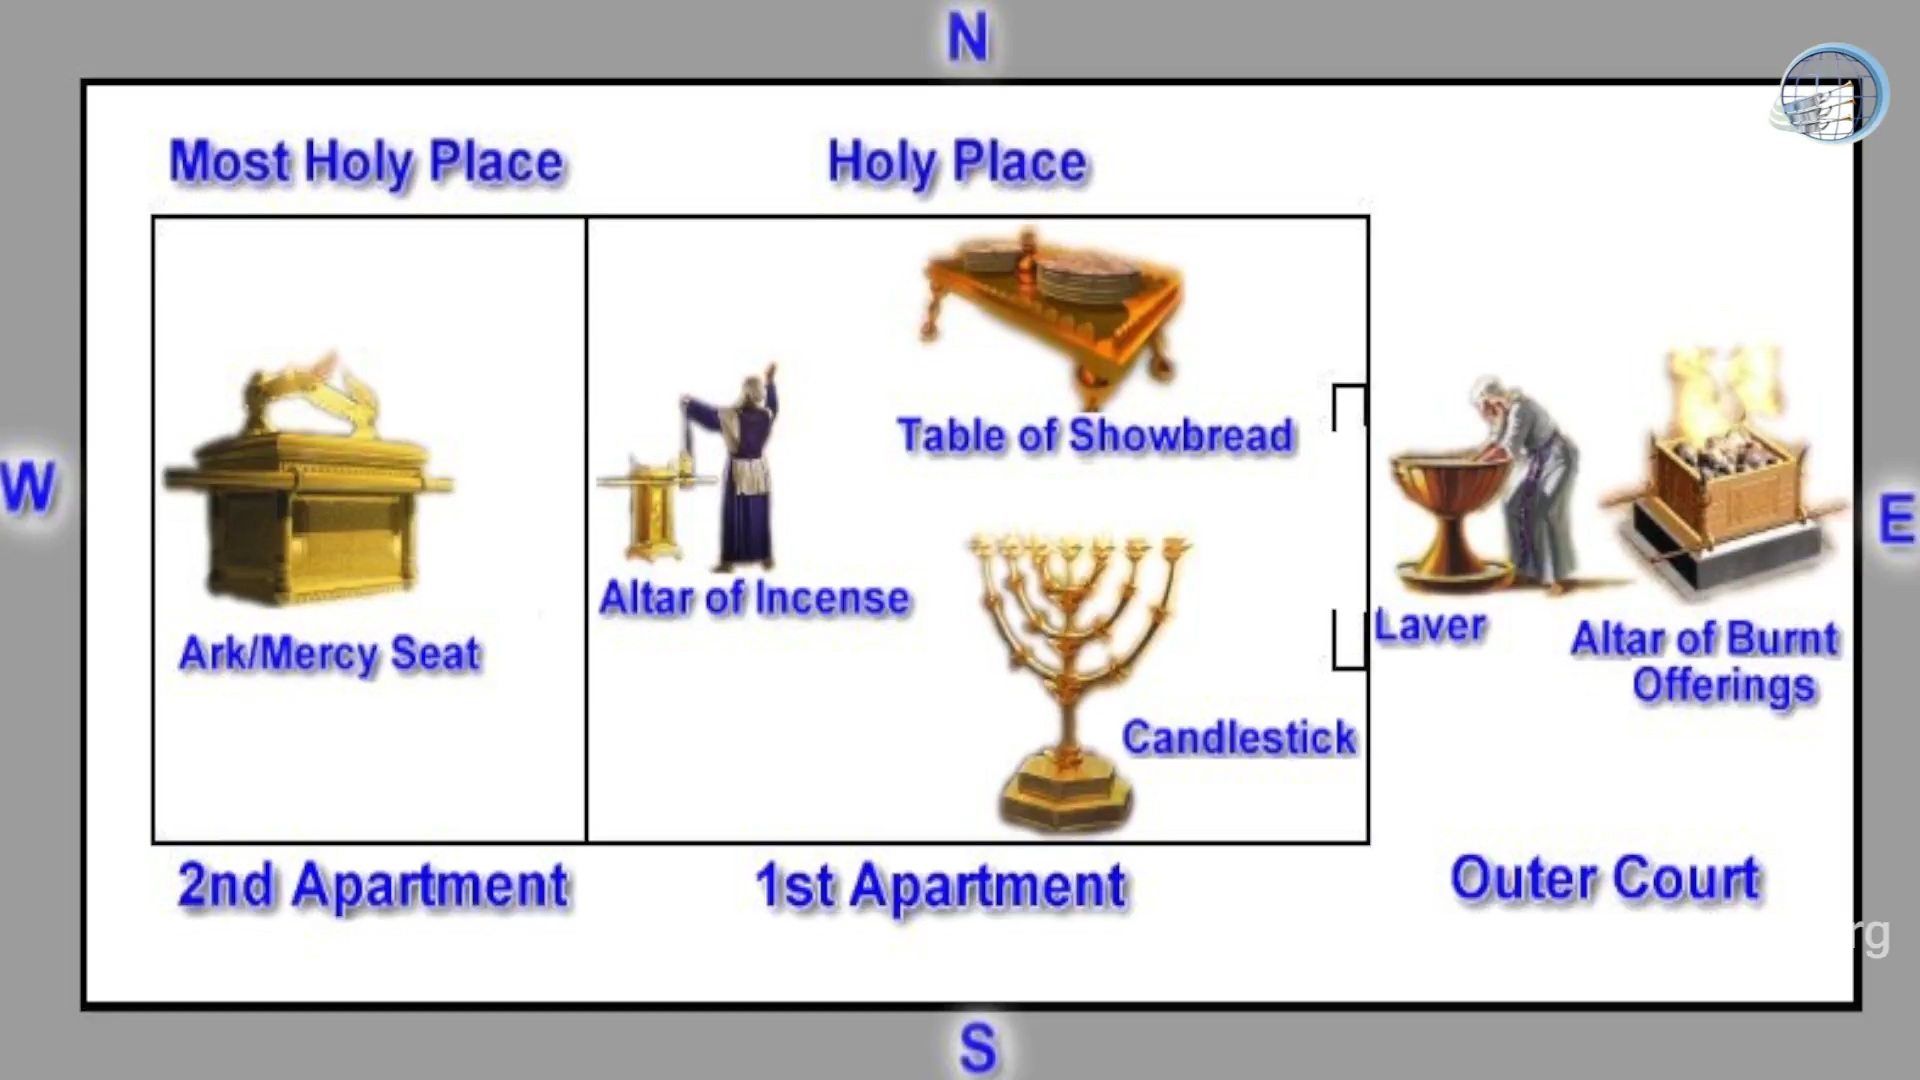 N
Most Holy Place
Holy Place
Table of Showbread
W
E
Altar of Incense
Laver
Ark/Mercy Seat
Altar of Burnt
Offerings
Candlestick
2nd Apartment
1st Apartment
Outer Court
rg
S